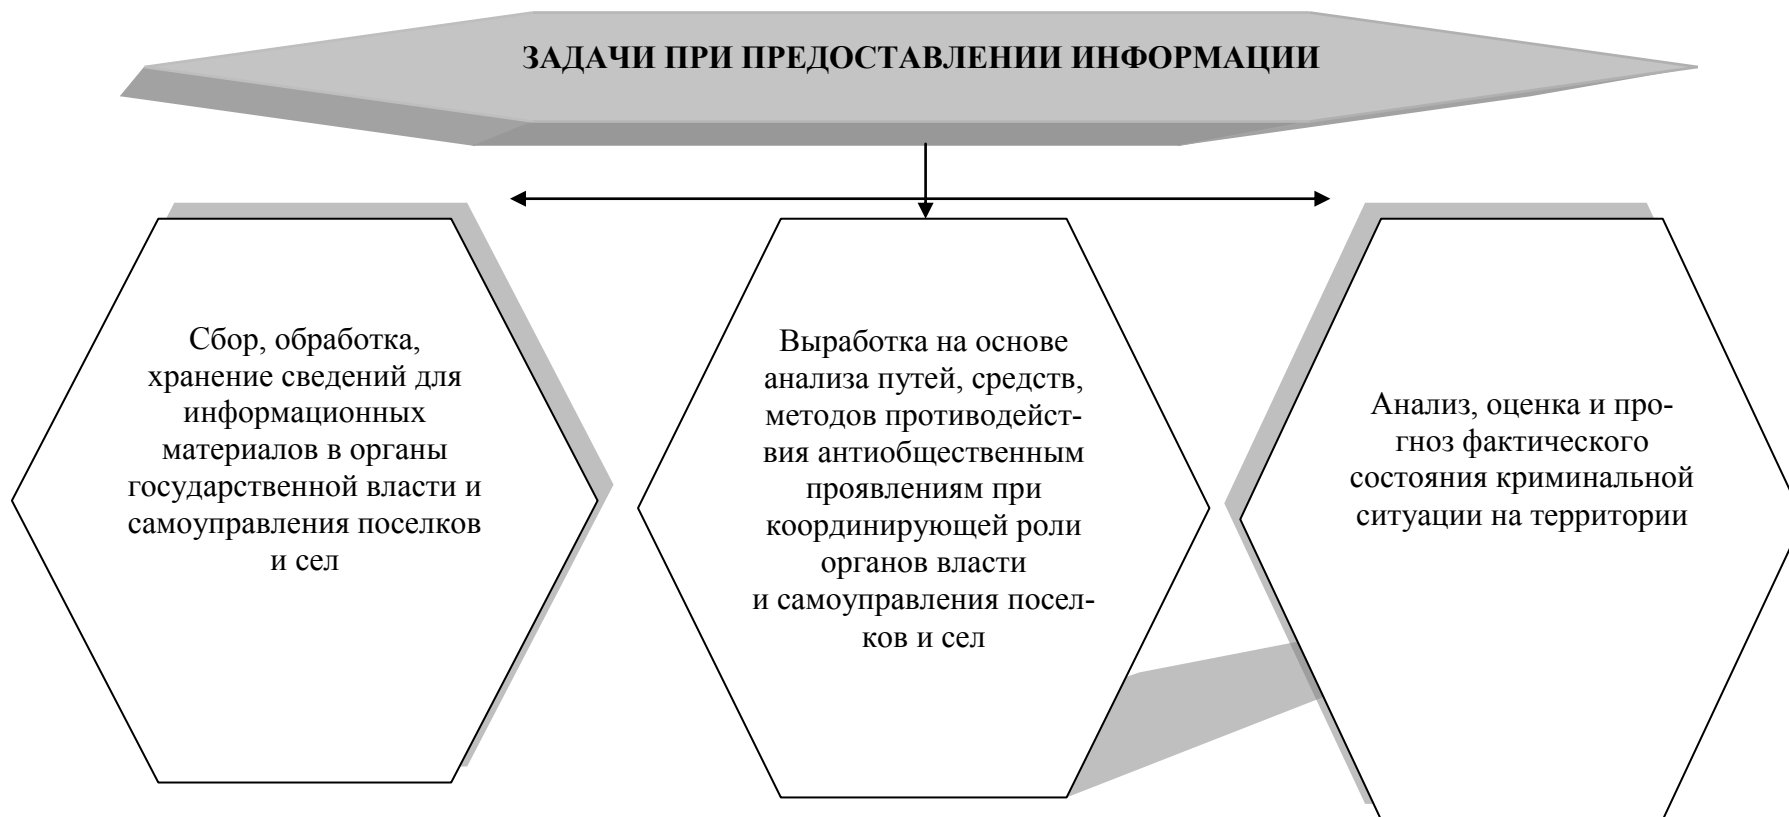 ЗАДАЧИ ПРИ ПРЕДОСТАВЛЕНИИ ИНФОРМАЦИИ
Сбор, обработка,
хранение сведений для
информационных
материалов в органы
государственной власти и
самоуправления поселков
и сел
Выработка на основе
анализа путей, средств,
методов противодейст-
вия антиобщественным
проявлениям при
координирующей роли
органов власти
и самоуправления посел-
ков и сел
Анализ, оценка и про-
гноз фактического
состояния криминальной
ситуации на территории